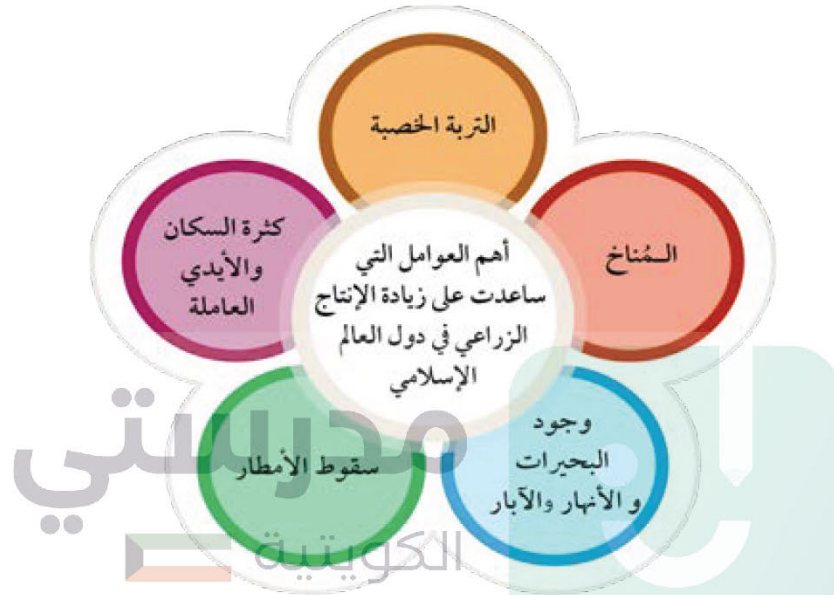 التربة الخصبة
المُناخ
وجود
البحيرات
و الأنهار والآبار
سقوط الأمطار
كثرة السكان
والأيدي
العاملة
أهم العوامل التي
ساعدت على زيادة الإنتاج
الزراعي في دول العالم
الإسلامي
مدرستي
الكويتية